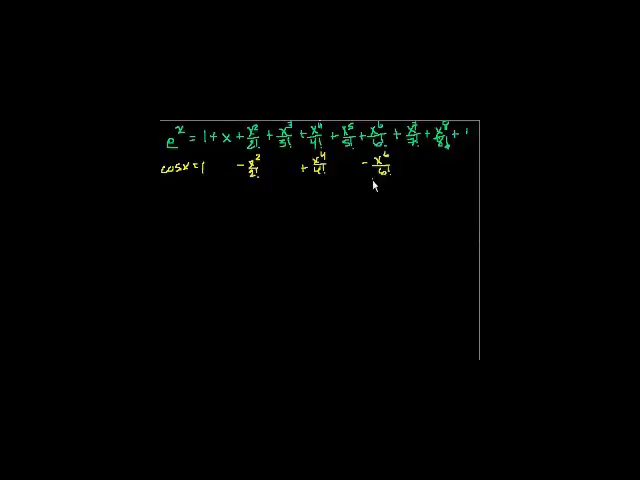 e^x = 1 + x + x^2/2! + x^3/3! + x^4/4! + x^5/5! + x^6/6! + x^7/7! + x^8/8! +
cosx = 1 - x^2/2! + x^4/4! - x^6/6!